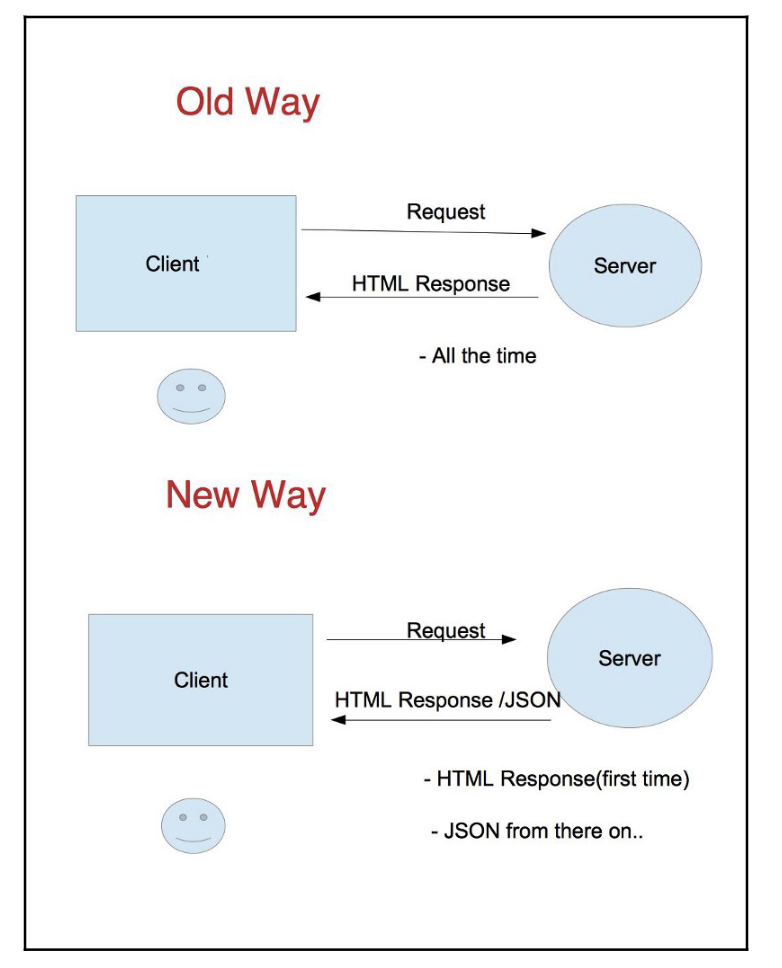 Old Way
Request
Client
Server
HTML Response
- All the time
New Way
Request
Client
Server
HTML Response /JSON
- HTML Response(first time)
- JSON from there on..